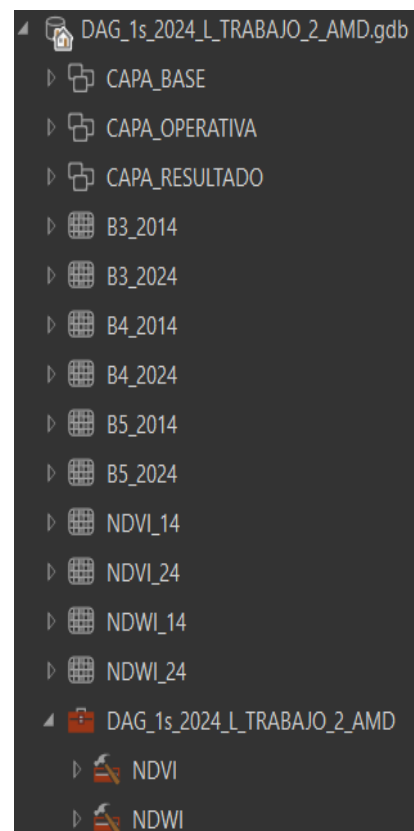 DAG_1s_2024_L_TRABAJO_2_AMD.gdb
CAPA_BASE
CAPA_OPERATIVA
CAPA_RESULTADO
B3_2014
B3_2024
B4_2014
B4_2024
B5_2014
B5_2024
NDVI_14
NDVI_24
NDWI_14
NDWI_24
DAG_1s_2024_L_TRABAJO_2_AMD
NDVI
NDWI